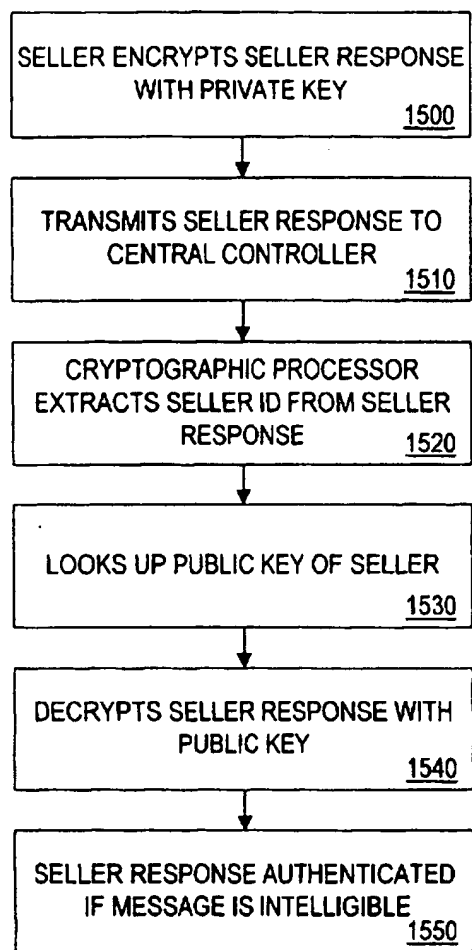 SELLER ENCRYPTS SELLER RESPONSE
WITH PRIVATE KEY
1500
TRANSMITS SELLER RESPONSE TO
CENTRAL CONTROLLER
1510
CRYPTOGRAPHIC PROCESSOR
EXTRACTS SELLER ID FROM SELLER
RESPONSE
1520
LOOKS UP PUBLIC KEY OF SELLER
1530
DECRYPTS SELLER RESPONSE WITH
PUBLIC KEY
1540
SELLER RESPONSE AUTHENTICATED
IF MESSAGE IS INTELLIGIBLE
1550